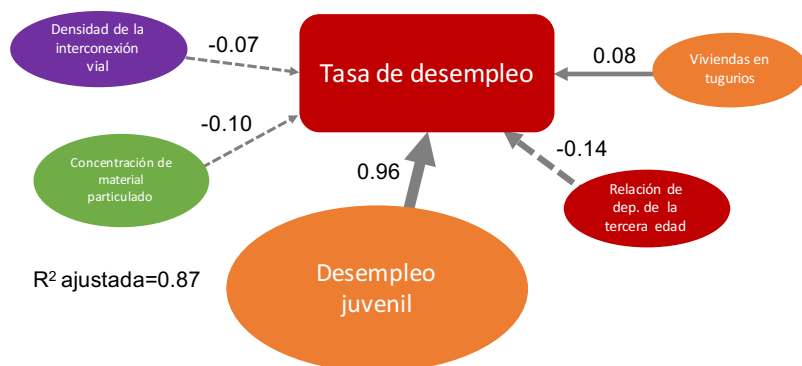 Densidad de la
interconexión
vial
-0.07
Tasa de desempleo
0.08
Viviendas en
tugurios
-0.10
Concentración de
material
particulado
0.96
-0.14
Relación de
dep. de la
tercera edad
R² ajustada=0.87
Desempleo
juvenil